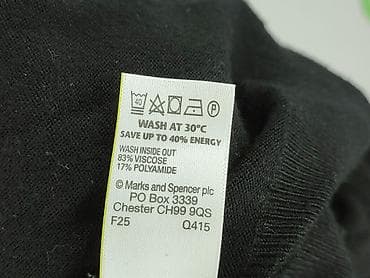 40 P
WASH AT 30°C
SAVE UP TO 40% ENERGY
WASH INSIDE OUT
83% VISCOSE
17% POLYAMIDE
© Marks and Spencer plc
PO Box 3339
Chester CH99 9QS
F25 Q415